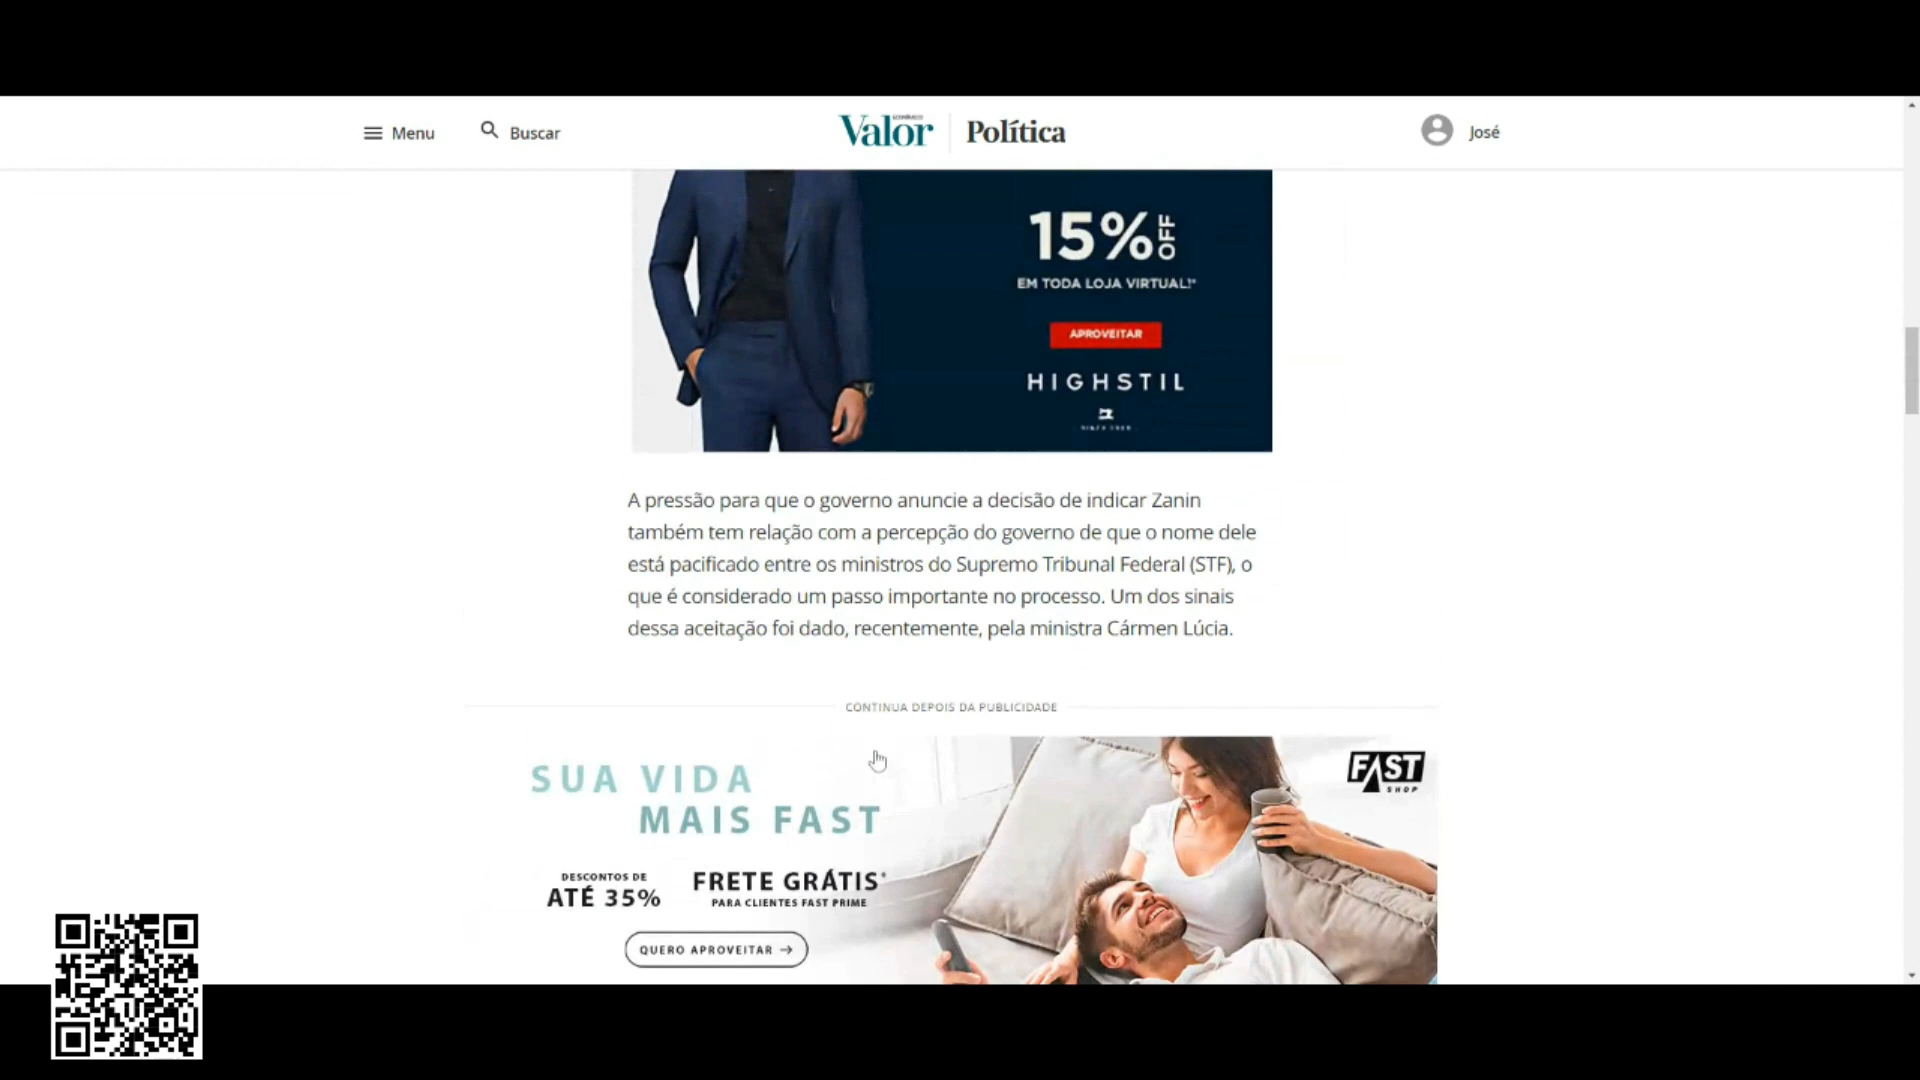 Menu
Buscar
Valor
ECONÔMICO
Política
José
15% OFF
EM TODA LOJA VIRTUAL!*
APROVEITAR
HIGHSTIL
A pressão para que o governo anuncie a decisão de indicar Zanin
também tem relação com a percepção do governo de que o nome dele
está pacificado entre os ministros do Supremo Tribunal Federal (STF), o
que é considerado um passo importante no processo. Um dos sinais
dessa aceitação foi dado, recentemente, pela ministra Cármen Lúcia.
CONTINUA DEPOIS DA PUBLICIDADE
SUA VIDA
MAIS FAST
FAST
SHOP
DESCONTOS DE
ATÉ 35%
FRETE GRÁTIS*
PARA CLIENTES FAST PRIME
QUERO APROVEITAR →